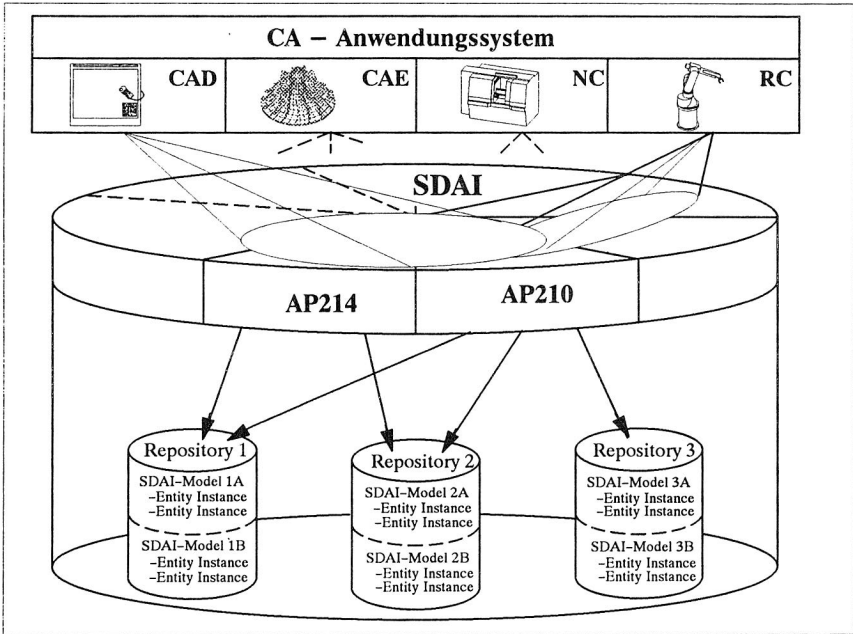 CA – Anwendungssystem
CAD
CAE
NC
RC
SDAI
AP214
AP210
Repository 1
SDAI–Model 1A
–Entity Instance
–Entity Instance
SDAI–Model 1B
–Entity Instance
–Entity Instance
Repository 2
SDAI–Model 2A
–Entity Instance
–Entity Instance
SDAI–Model 2B
–Entity Instance
–Entity Instance
Repository 3
SDAI–Model 3A
–Entity Instance
–Entity Instance
SDAI–Model 3B
–Entity Instance
–Entity Instance